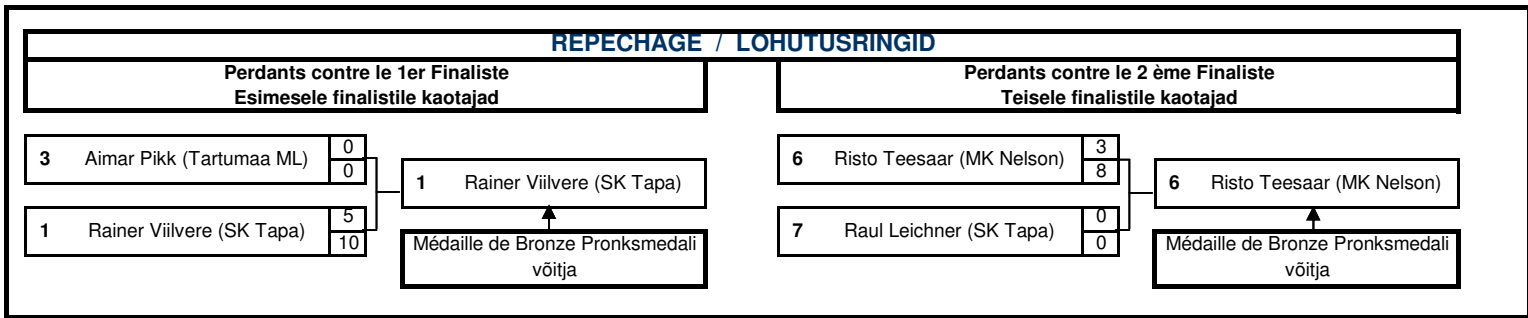 REPECHAGE / LOHUTUSRINGID
Perdants contre le 1er Finaliste
Esimesele finalistile kaotajad
Perdants contre le 2 ème Finaliste
Teisele finalistile kaotajad
3 Aimar Pikk (Tartumaa ML) 0
0
1 Rainer Viilvere (SK Tapa) 5
10
1 Rainer Viilvere (SK Tapa)
Médaille de Bronze Pronksmedali
võitja
6 Risto Teesaar (MK Nelson) 3
8
7 Raul Leichner (SK Tapa) 0
0
6 Risto Teesaar (MK Nelson)
Médaille de Bronze Pronksmedali
võitja